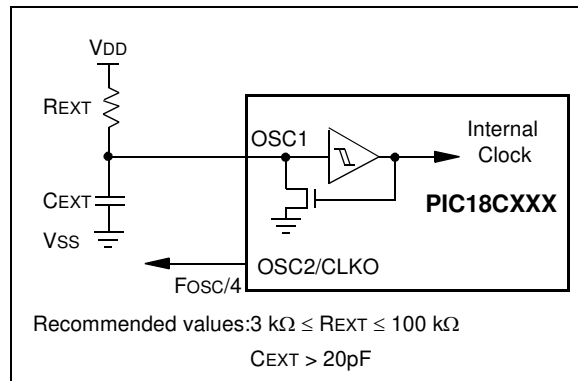 VDD
REXT
OSC1
Internal
Clock
CEXT
PIC18CXXX
VSS
OSC2/CLKO
FOSC/4
Recommended values:3 kΩ ≤ REXT ≤ 100 kΩ
CEXT > 20pF